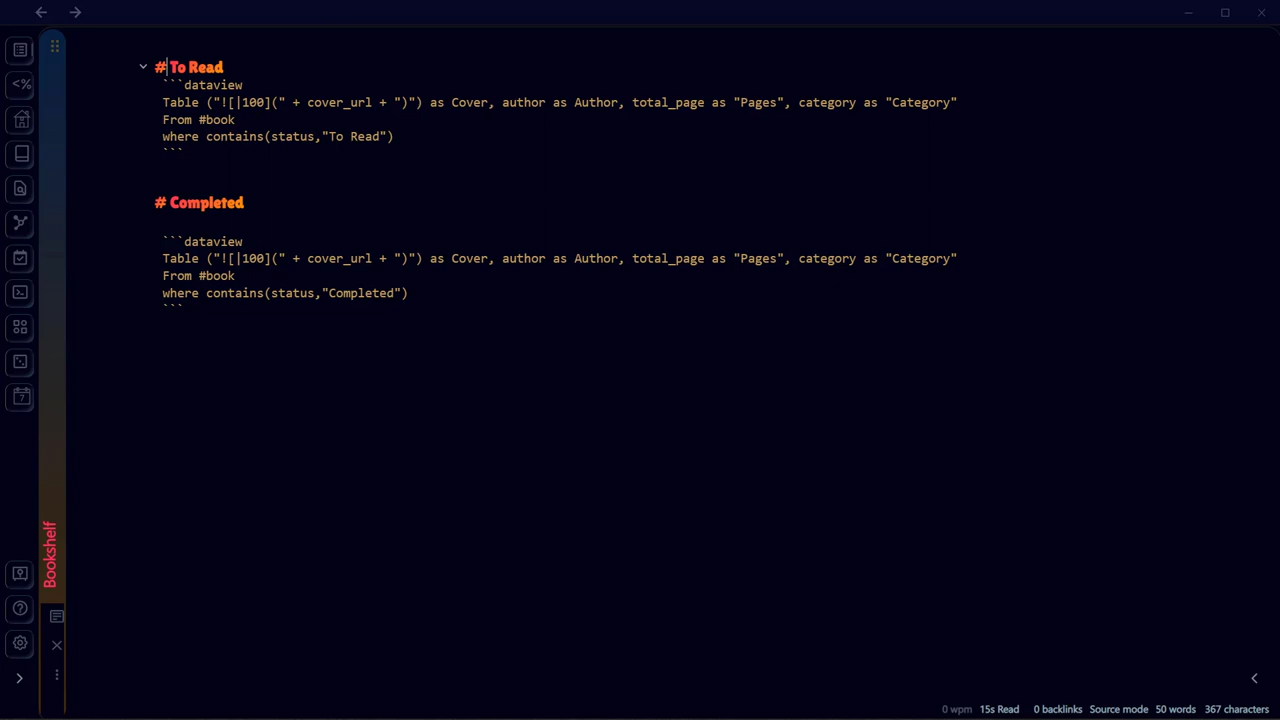 # To Read
```dataview
Table ("![|100](" + cover_url + ")") as Cover, author as Author, total_page as "Pages", category as "Category"
From #book
where contains(status,"To Read")
```
# Completed
```dataview
Table ("![|100](" + cover_url + ")") as Cover, author as Author, total_page as "Pages", category as "Category"
From #book
where contains(status,"Completed")
```
<%
7
Bookshelf
0 wpm 15s Read 0 backlinks Source mode 50 words 367 characters